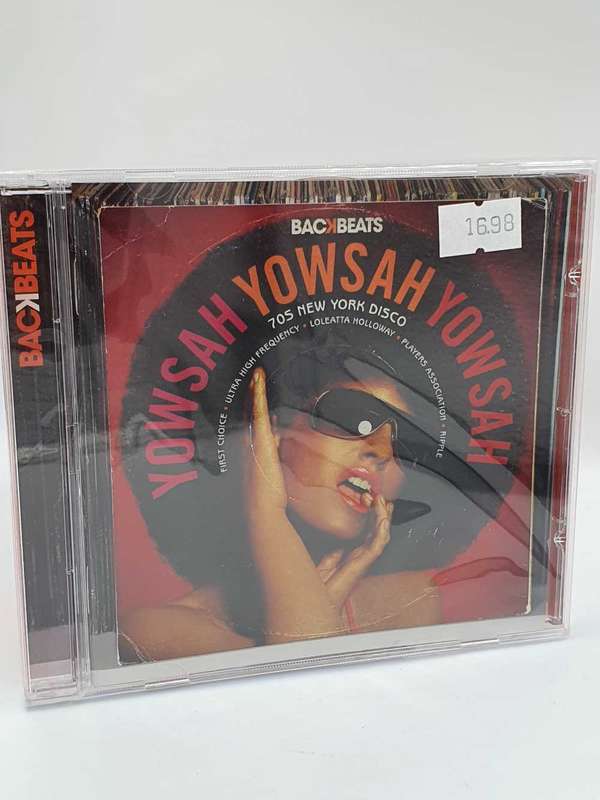 BACKBEATS
BACKBEATS
16.98
YOWSAH YOWSAH YOWSAH
70S NEW YORK DISCO
FIRST CHOICE • ULTRA HIGH FREQUENCY • LOLEATTA HOLLOWAY • PLAYERS ASSOCIATION • RIPPLE